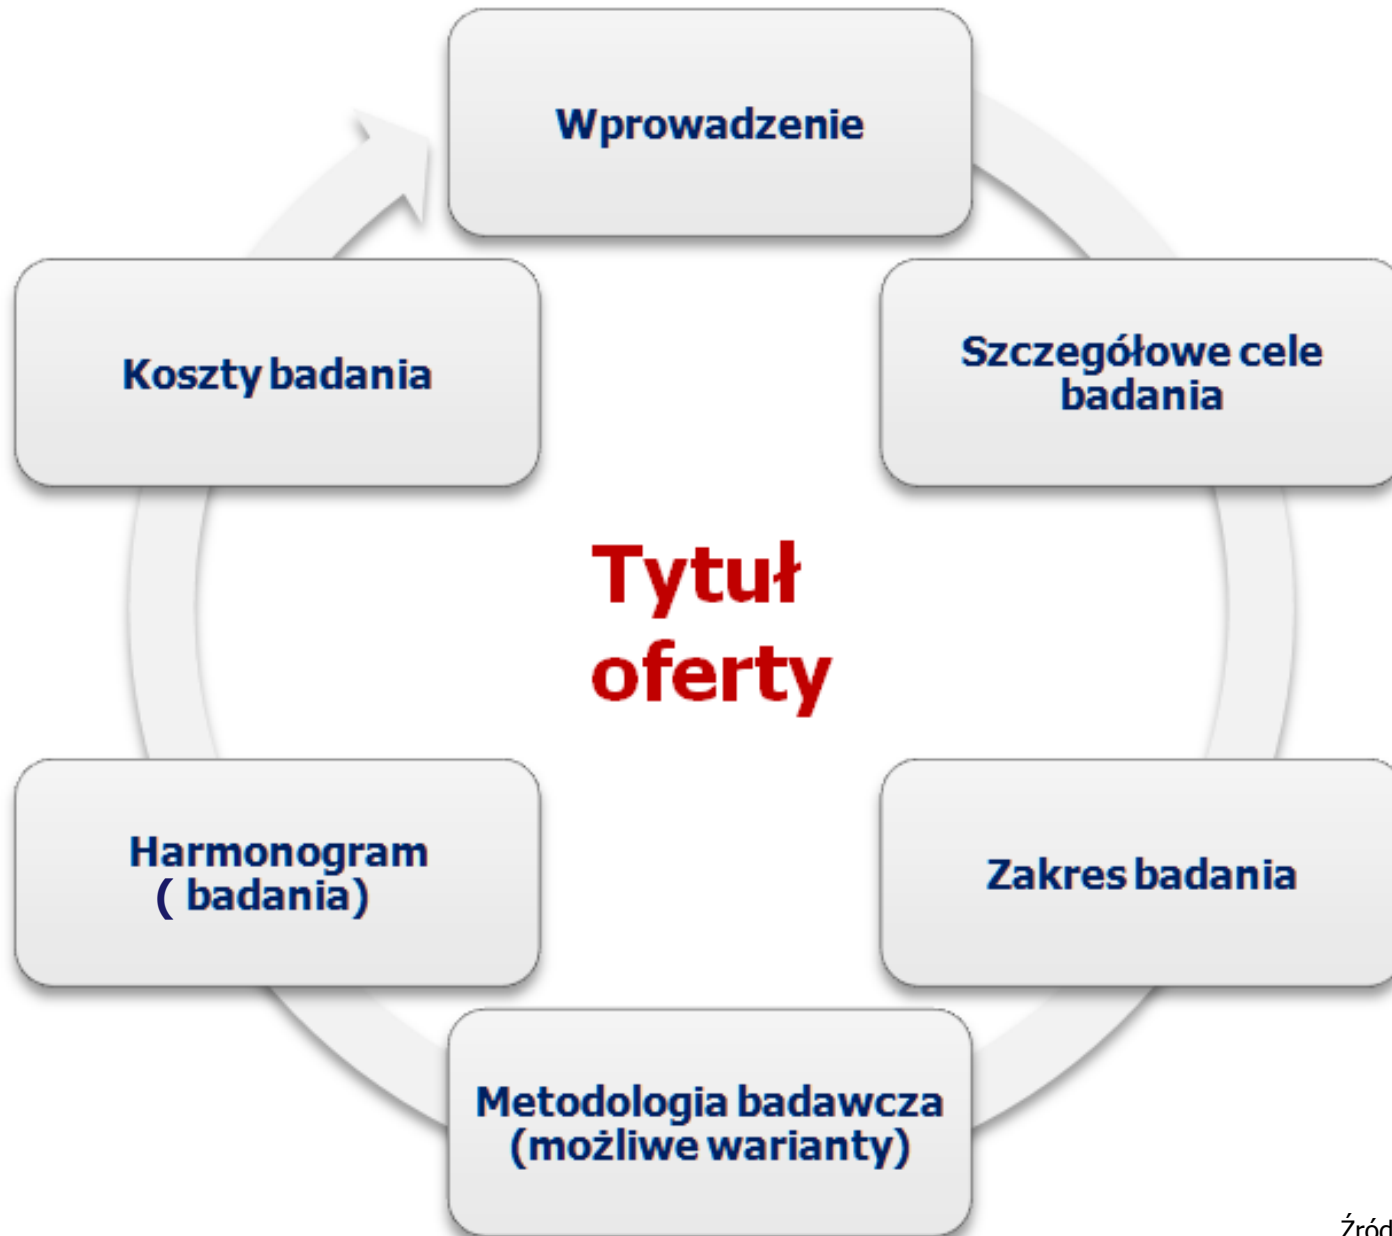 Wprowadzenie
Szczegółowe cele
badania
Zakres badania
Metodologia badawcza
(możliwe warianty)
Harmonogram
( badania)
Koszty badania
Tytuł
oferty